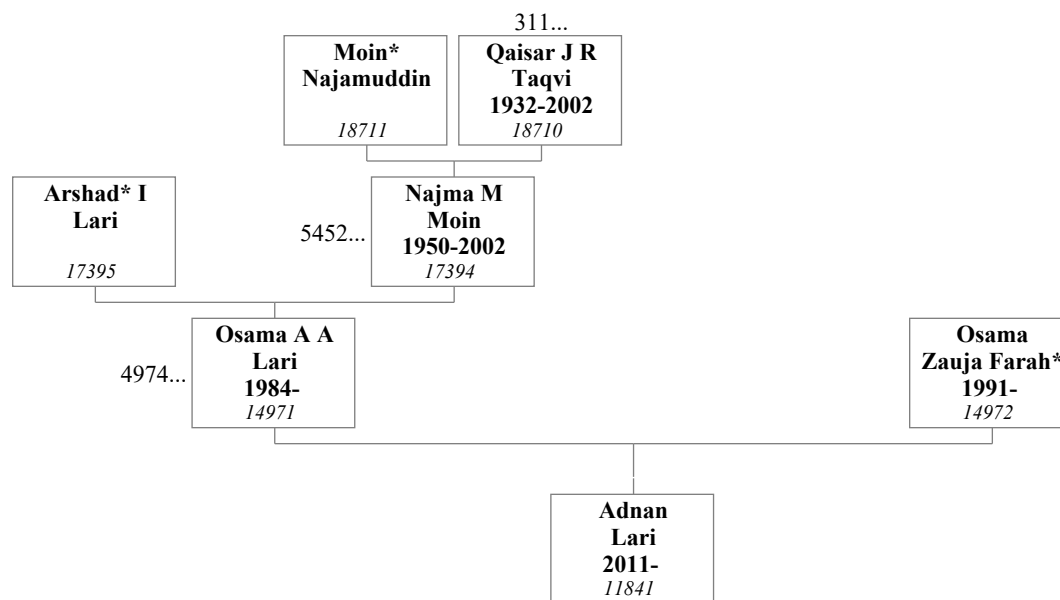 311...
Moin*
Najamuddin
18711
Qaisar J R
Taqvi
1932-2002
18710
Arshad* I
Lari
17395
5452...
Najma M
Moin
1950-2002
17394
4974...
Osama A A
Lari
1984-
14971
Osama
Zauja Farah*
1991-
14972
Adnan
Lari
2011-
11841